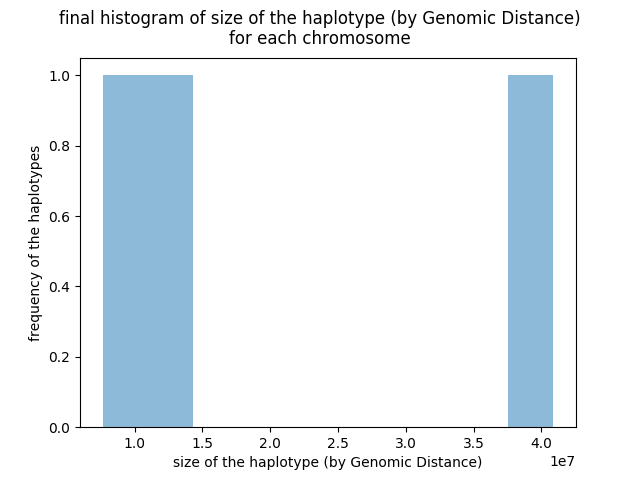 final histogram of size of the haplotype (by Genomic Distance)
for each chromosome
1.0
0.8
0.6
0.4
0.2
0.0
frequency of the haplotypes
1.0 1.5 2.0 2.5 3.0 3.5 4.0
1e7
size of the haplotype (by Genomic Distance)